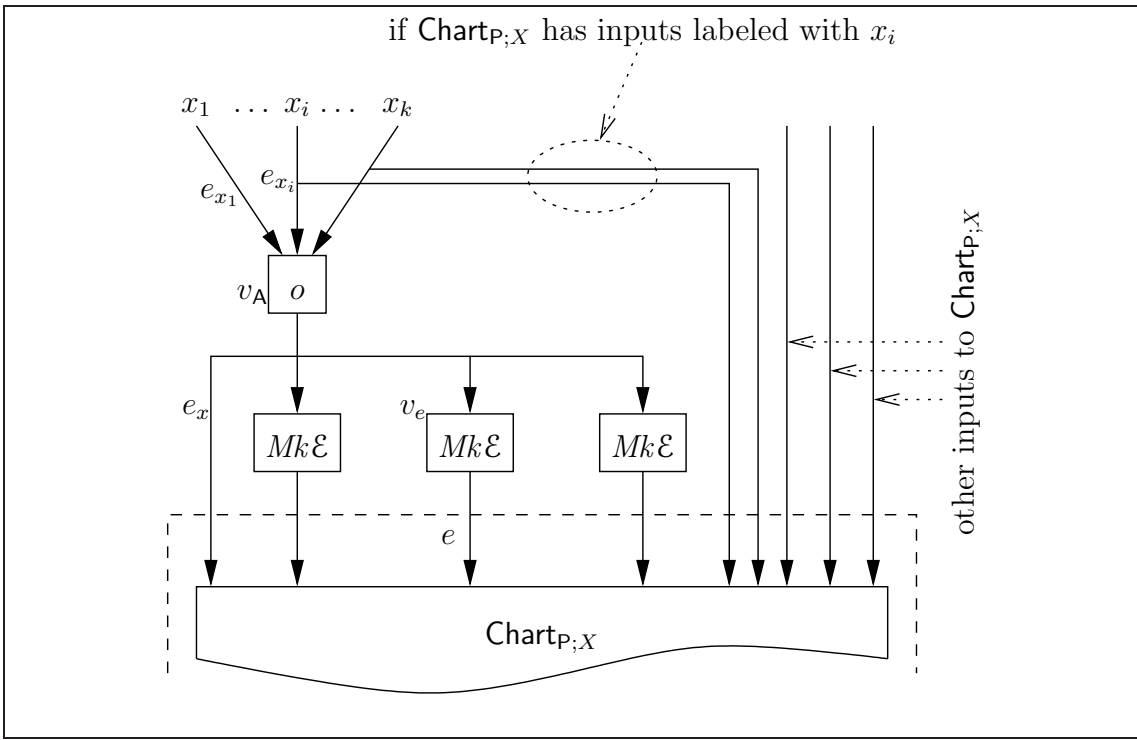 if Chart_{P;X} has inputs labeled with x_i
x_1 … x_i … x_k
e_{x_1} e_{x_i}
v_A o
other inputs to Chart_{P;X}
e_x v_e
Mkℰ Mkℰ Mkℰ
e
Chart_{P;X}